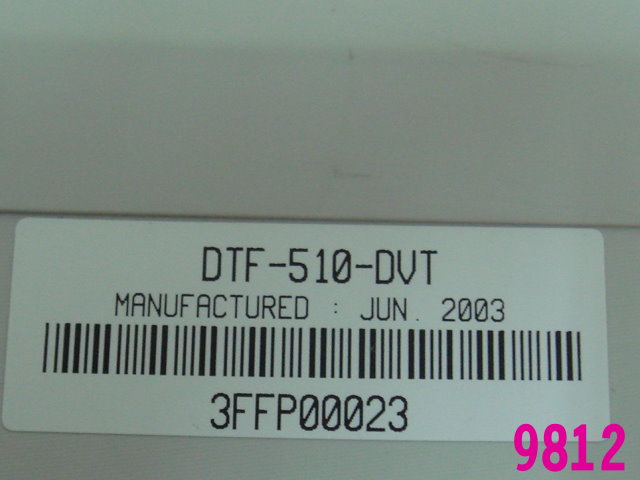 DTF-510-DVT
MANUFACTURED : JUN. 2003
3FFP00023
9812